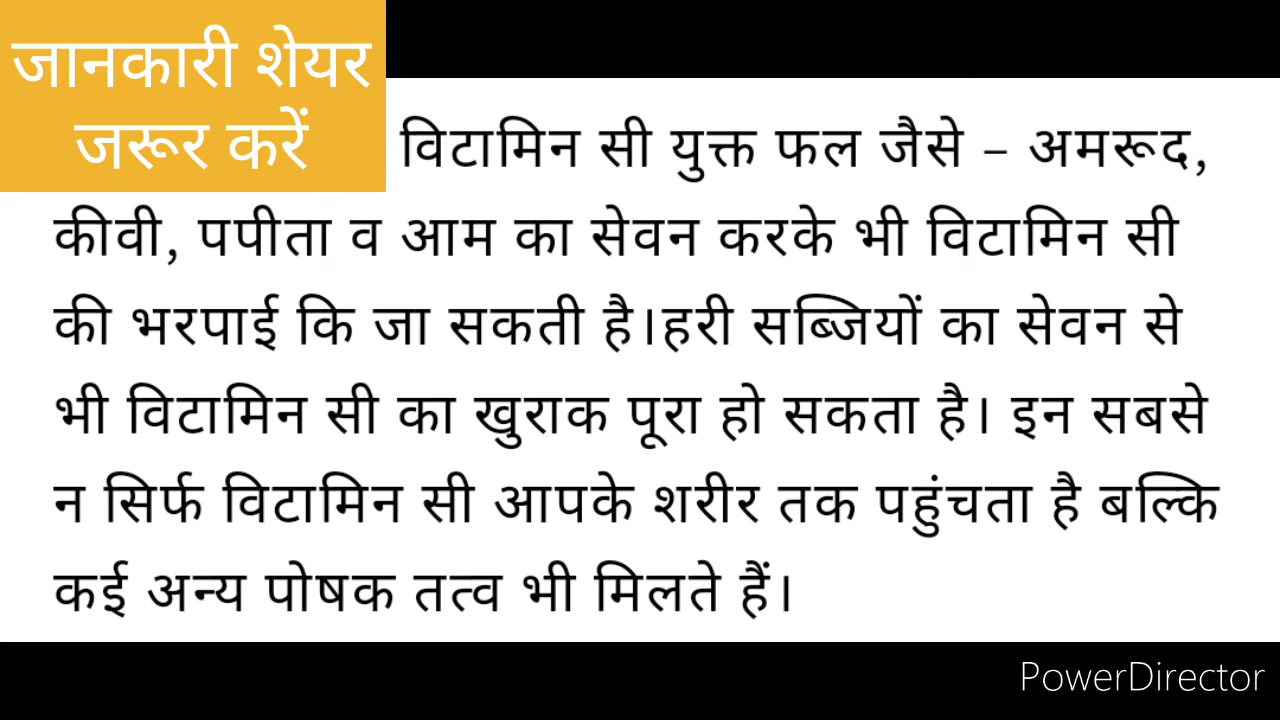 जानकारी शेयर
जरूर करें
विटामिन सी युक्त फल जैसे – अमरूद,
कीवी, पपीता व आम का सेवन करके भी विटामिन सी
की भरपाई कि जा सकती है।हरी सब्जियों का सेवन से
भी विटामिन सी का खुराक पूरा हो सकता है। इन सबसे
न सिर्फ विटामिन सी आपके शरीर तक पहुंचता है बल्कि
कई अन्य पोषक तत्व भी मिलते हैं।
PowerDirector